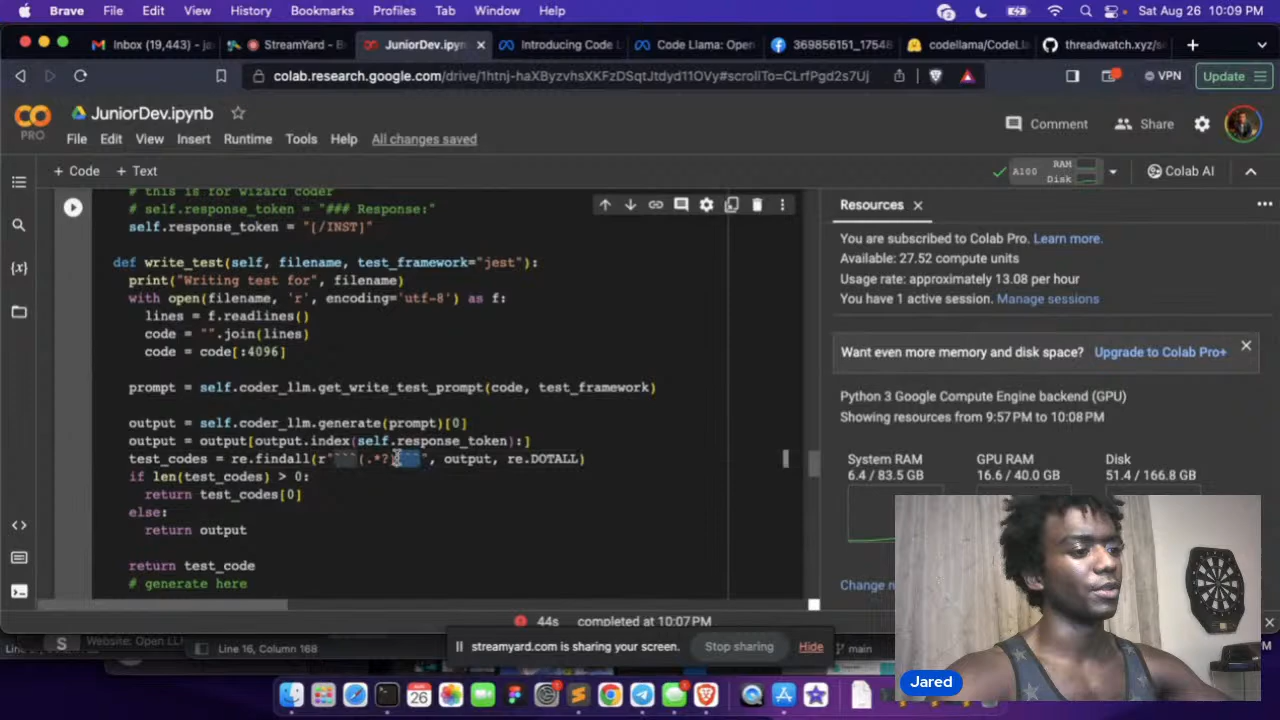 Brave File Edit View History Bookmarks Profiles Tab Window Help Sat Aug 26 10:09 PM
Inbox (19,443) - StreamYard - JuniorDev.ipynb Introducing Code Code Llama: Open 369856151_17548 codellama/CodeLla threadwatch.xyz/
colab.research.google.com/drive/1htnj-haXByzvhsXKFzDSqtJtdyd11OVy#scrollTo=CLrfPgd2s7Uj VPN Update
CO
PRO
JuniorDev.ipynb
File Edit View Insert Runtime Tools Help All changes saved
Comment Share
+ Code + Text
A100 RAM
Disk
Colab AI
# this is for wizard coder
# self.response_token = "### Response:"
self.response_token = "[/INST]"
def write_test(self, filename, test_framework="jest"):
print("Writing test for", filename)
with open(filename, 'r', encoding='utf-8') as f:
lines = f.readlines()
code = "".join(lines)
code = code[:4096]
prompt = self.coder_llm.get_write_test_prompt(code, test_framework)
output = self.coder_llm.generate(prompt)[0]
output = output[output.index(self.response_token):]
test_codes = re.findall(r"```(.*?)```", output, re.DOTALL)
if len(test_codes) > 0:
return test_codes[0]
else:
return output
return test_code
# generate here
Resources
You are subscribed to Colab Pro. Learn more.
Available: 27.52 compute units
Usage rate: approximately 13.08 per hour
You have 1 active session. Manage sessions
Want even more memory and disk space? Upgrade to Colab Pro+
Python 3 Google Compute Engine backend (GPU)
Showing resources from 9:57 PM to 10:08 PM
System RAM GPU RAM Disk
6.4 / 83.5 GB 16.6 / 40.0 GB 51.4 / 166.8 GB
Change
44s completed at 10:07 PM
S Website: Open
Line 16, Column 168
streamyard.com is sharing your screen. Stop sharing Hide
main
Jared